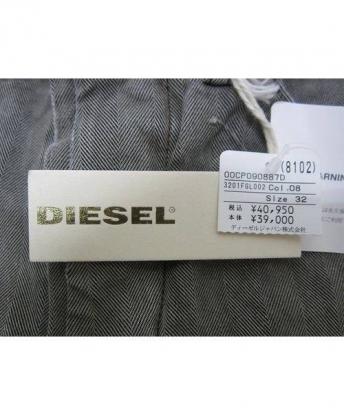 (8102)
00CP090887D
3201FGL002 Col.08
Size 32
税込 ¥40,950
本体 ¥39,000
ディーゼルジャパン株式会社
DIESEL